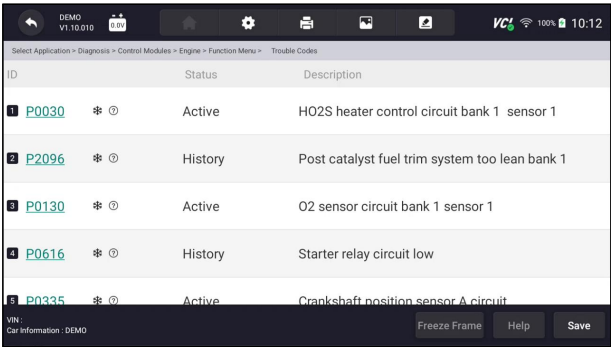 DEMO
V1.10.010
0.0V
VC!
100%
10:12
Select Application > Diagnosis > Control Modules > Engine > Function Menu > Trouble Codes
ID Status Description
1 P0030 Active HO2S heater control circuit bank 1 sensor 1
2 P2096 History Post catalyst fuel trim system too lean bank 1
3 P0130 Active O2 sensor circuit bank 1 sensor 1
4 P0616 History Starter relay circuit low
5 P0335 Active Crankshaft position sensor A circuit
VIN :
Car Information : DEMO
Freeze Frame Help Save